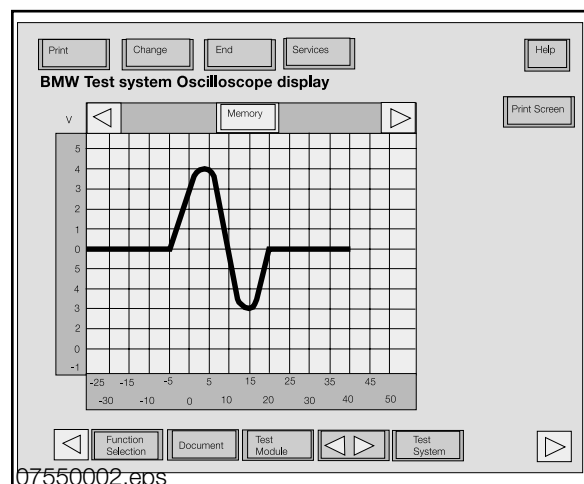 Print
Change
End
Services
Help
BMW Test system Oscilloscope display
Print Screen
V
Memory
5
4
3
2
1
0
5
4
3
2
0
-1
-25 -15 -5 5 15 25 35 45
-30 -10 0 10 20 30 40 50
Function
Selection
Document
Test
Module
Test
System
07550002.eps